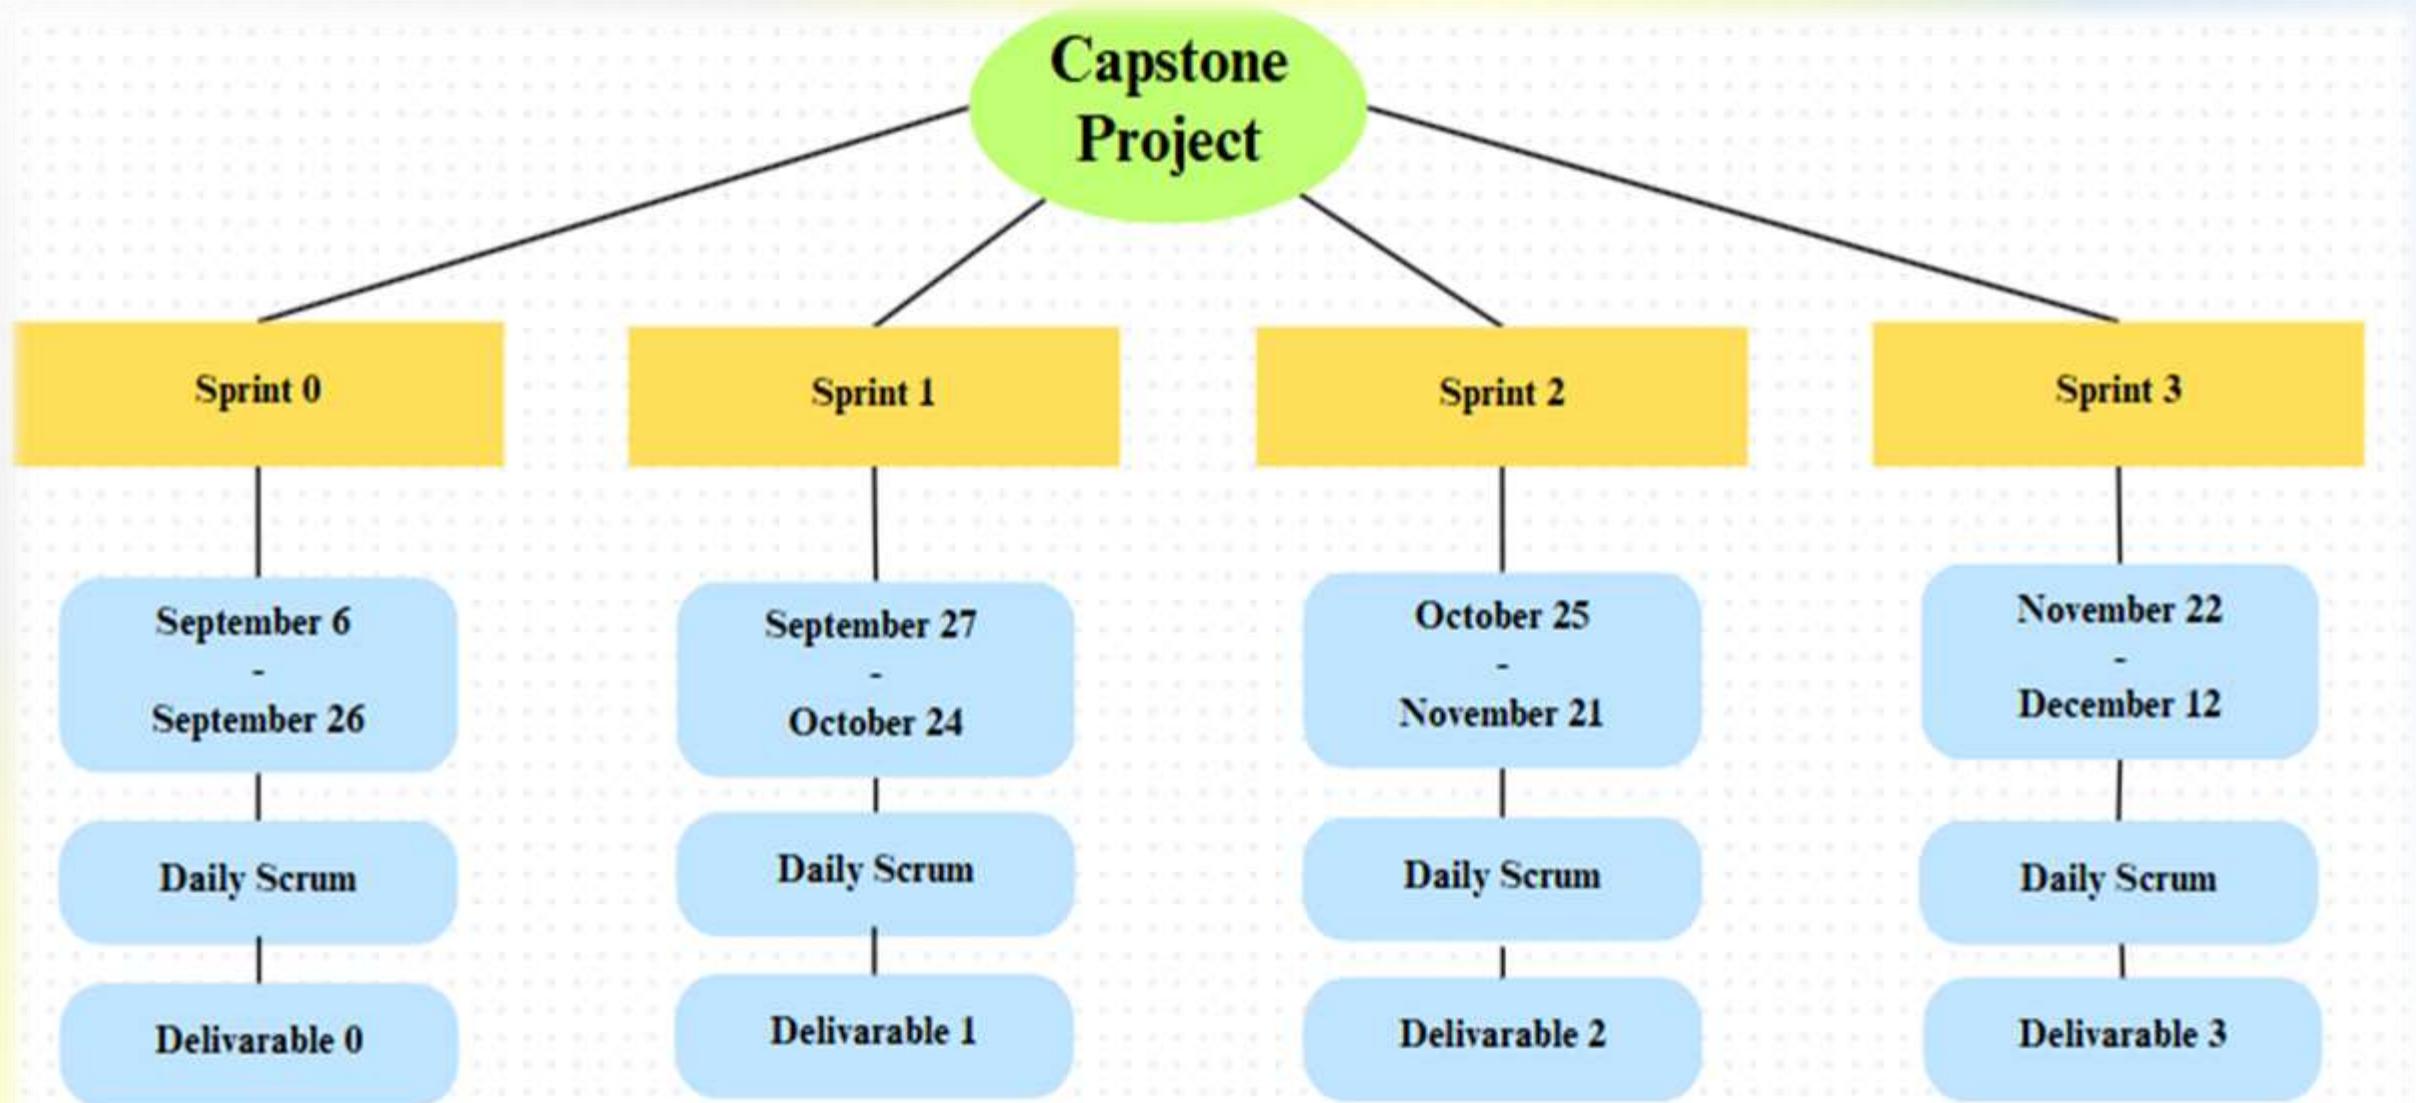 Capstone
Project
Sprint 0
Sprint 1
Sprint 2
Sprint 3
September 6
-
September 26
September 27
-
October 24
October 25
-
November 21
November 22
-
December 12
Daily Scrum
Daily Scrum
Daily Scrum
Daily Scrum
Delivarable 0
Delivarable 1
Delivarable 2
Delivarable 3